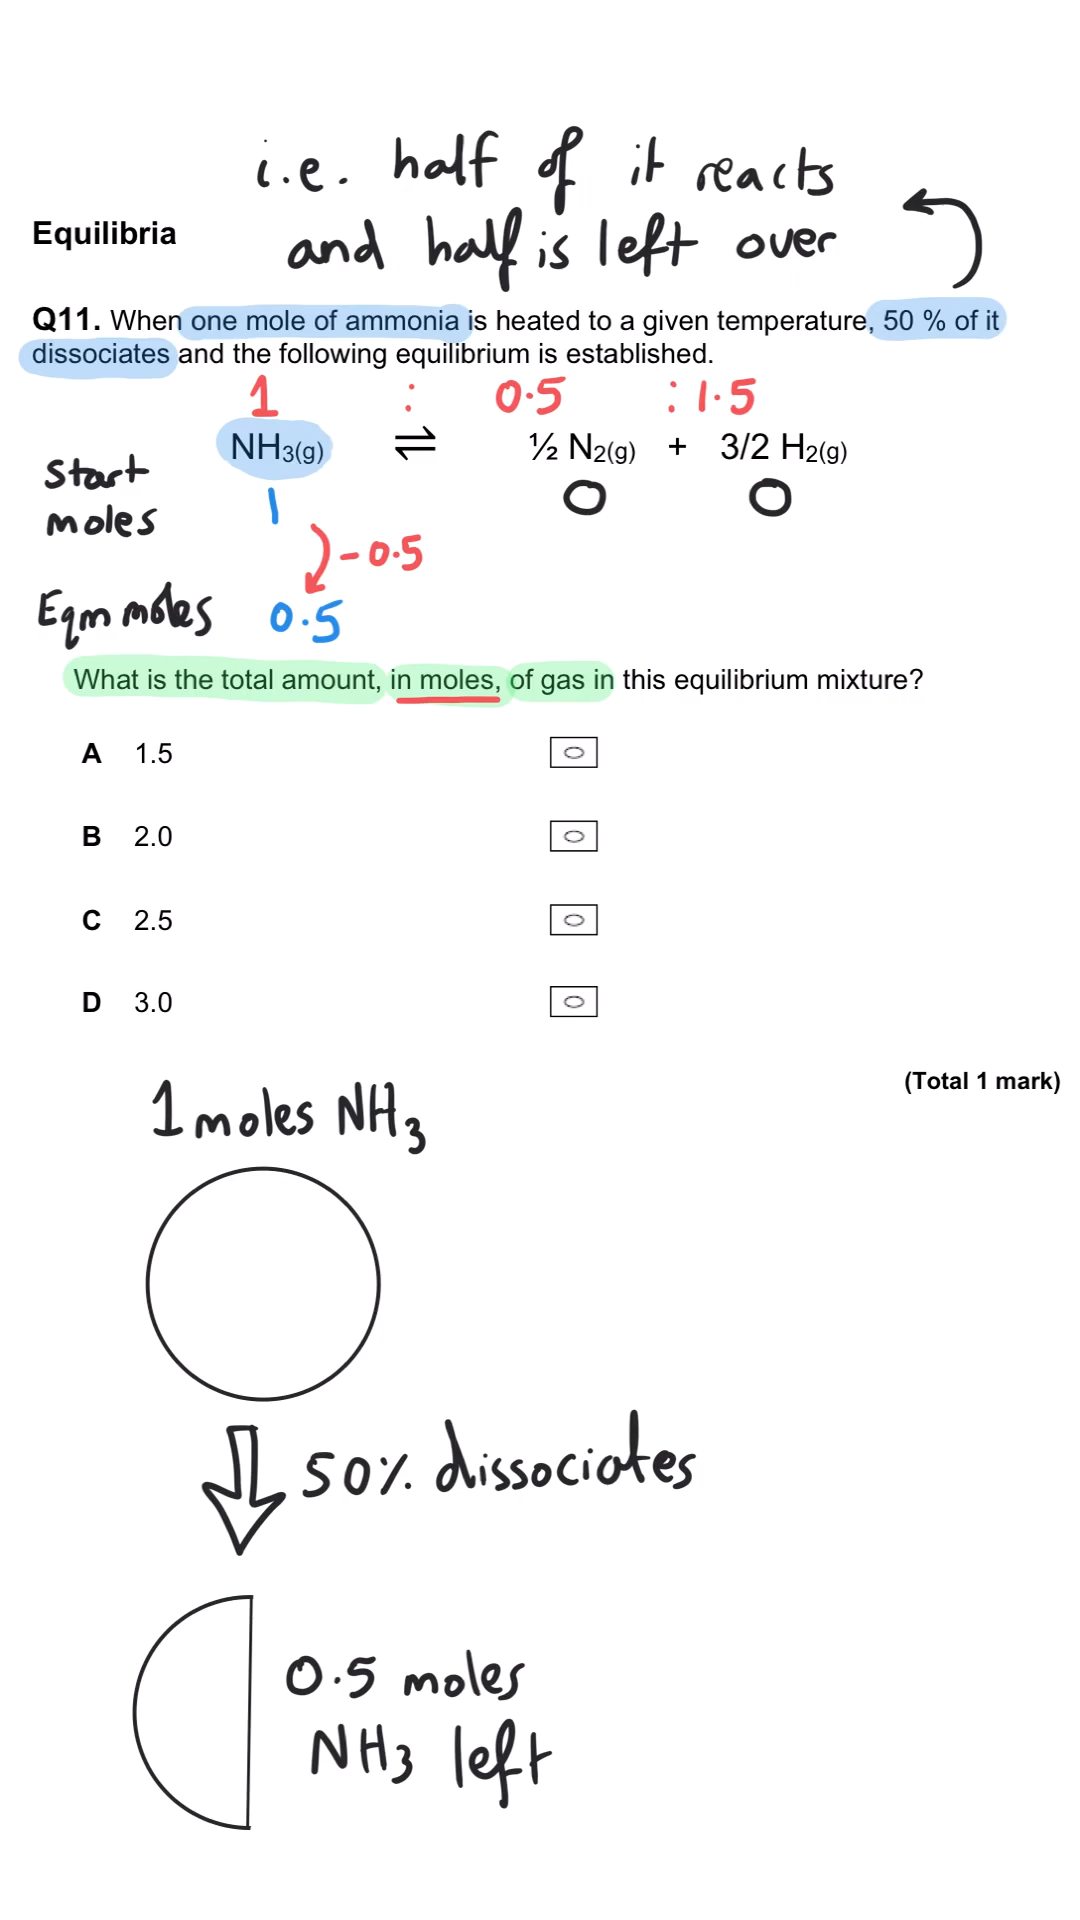 i.e. half of it reacts
and half is left over
Equilibria
Q11. When one mole of ammonia is heated to a given temperature, 50 % of it
dissociates and the following equilibrium is established.
1 : 0.5 : 1.5
NH3(g) ⇌ ½ N2(g) + 3/2 H2(g)
Start
moles 1 0 0
-0.5
Eqm moles 0.5
What is the total amount, in moles, of gas in this equilibrium mixture?
A 1.5
B 2.0
C 2.5
D 3.0
(Total 1 mark)
1 moles NH3
50% dissociates
0.5 moles
NH3 left